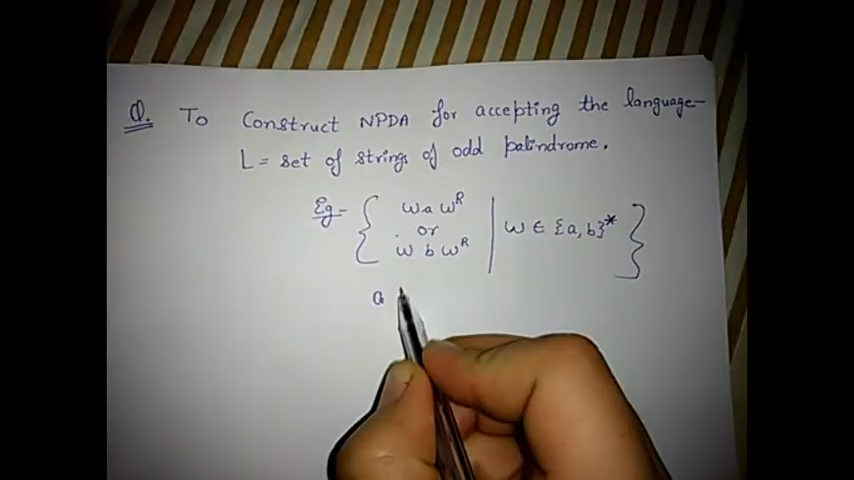 Q. To Construct NPDA for accepting the language-
L = set of strings of odd palindrome.
Eg- { w a w^R
or
w b w^R | w ∈ {a, b}* }
a